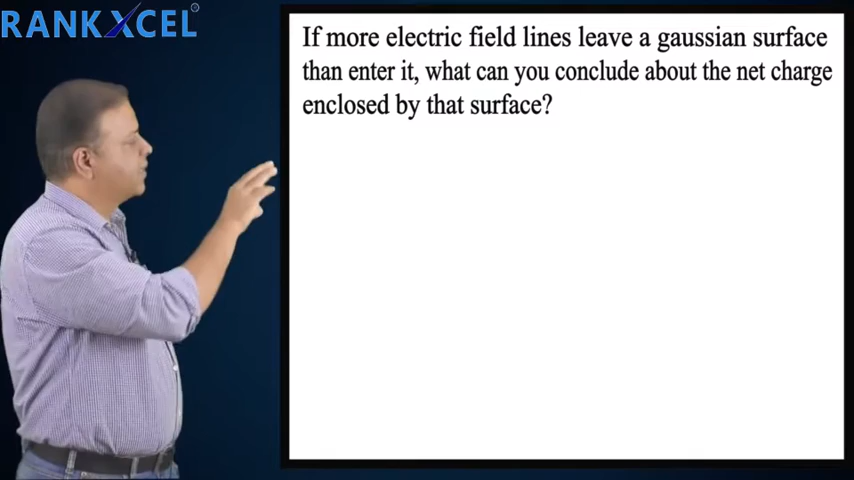 RANKXCEL
If more electric field lines leave a gaussian surface
than enter it, what can you conclude about the net charge
enclosed by that surface?